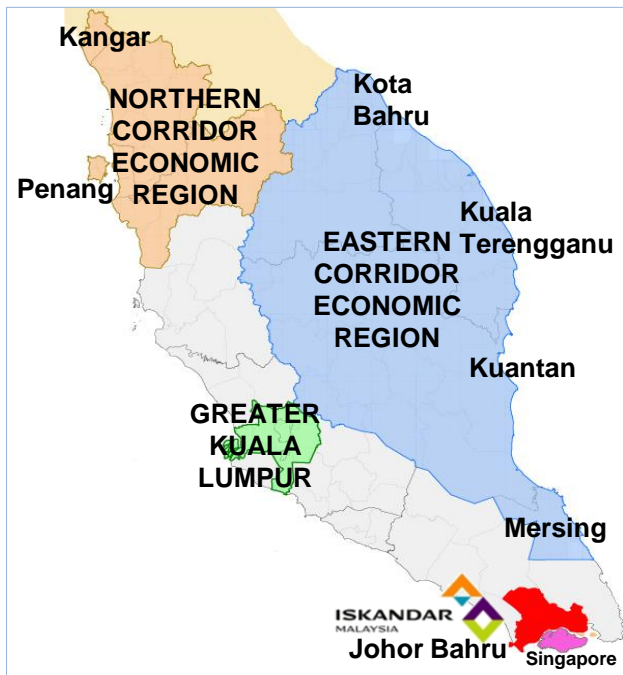 Kangar
NORTHERN
CORRIDOR
ECONOMIC
REGION
Penang
Kota
Bahru
Kuala
Terengganu
EASTERN
CORRIDOR
ECONOMIC
REGION
Kuantan
GREATER
KUALA
LUMPUR
Mersing
ISKANDAR
MALAYSIA
Johor Bahru
Singapore